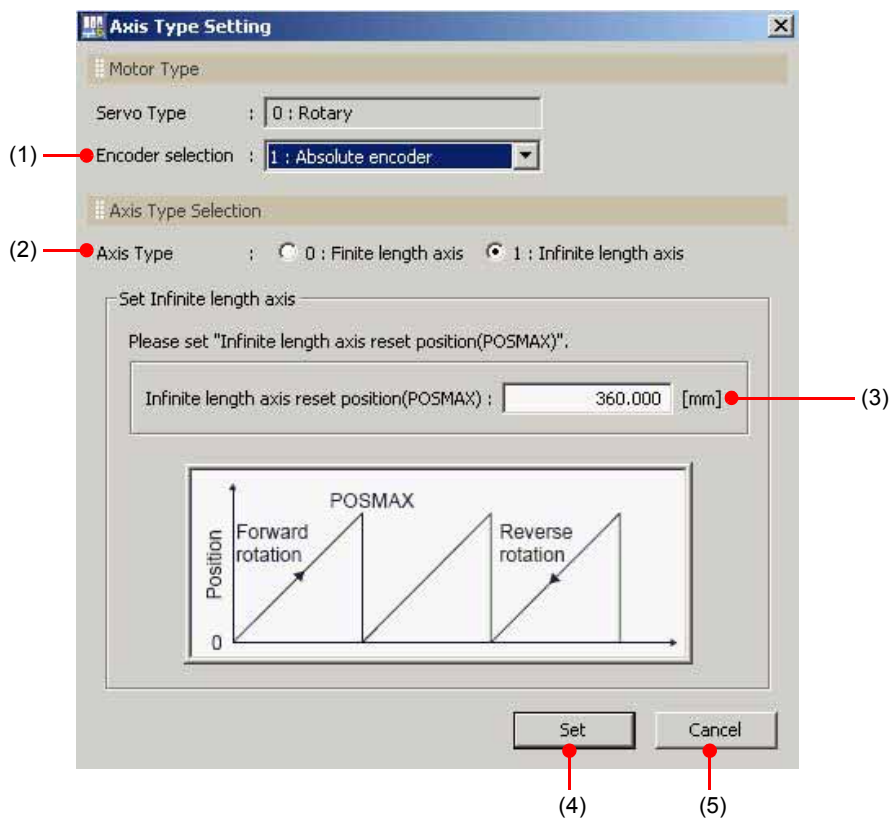 Axis Type Setting
Motor Type
Servo Type : 0 : Rotary
(1) Encoder selection : 1 : Absolute encoder
Axis Type Selection
(2) Axis Type : 0 : Finite length axis 1 : Infinite length axis
Set Infinite length axis
Please set "Infinite length axis reset position(POSMAX)".
Infinite length axis reset position(POSMAX) : 360.000 [mm] (3)
POSMAX
Forward rotation
Reverse rotation
Position
0
Set Cancel
(4) (5)